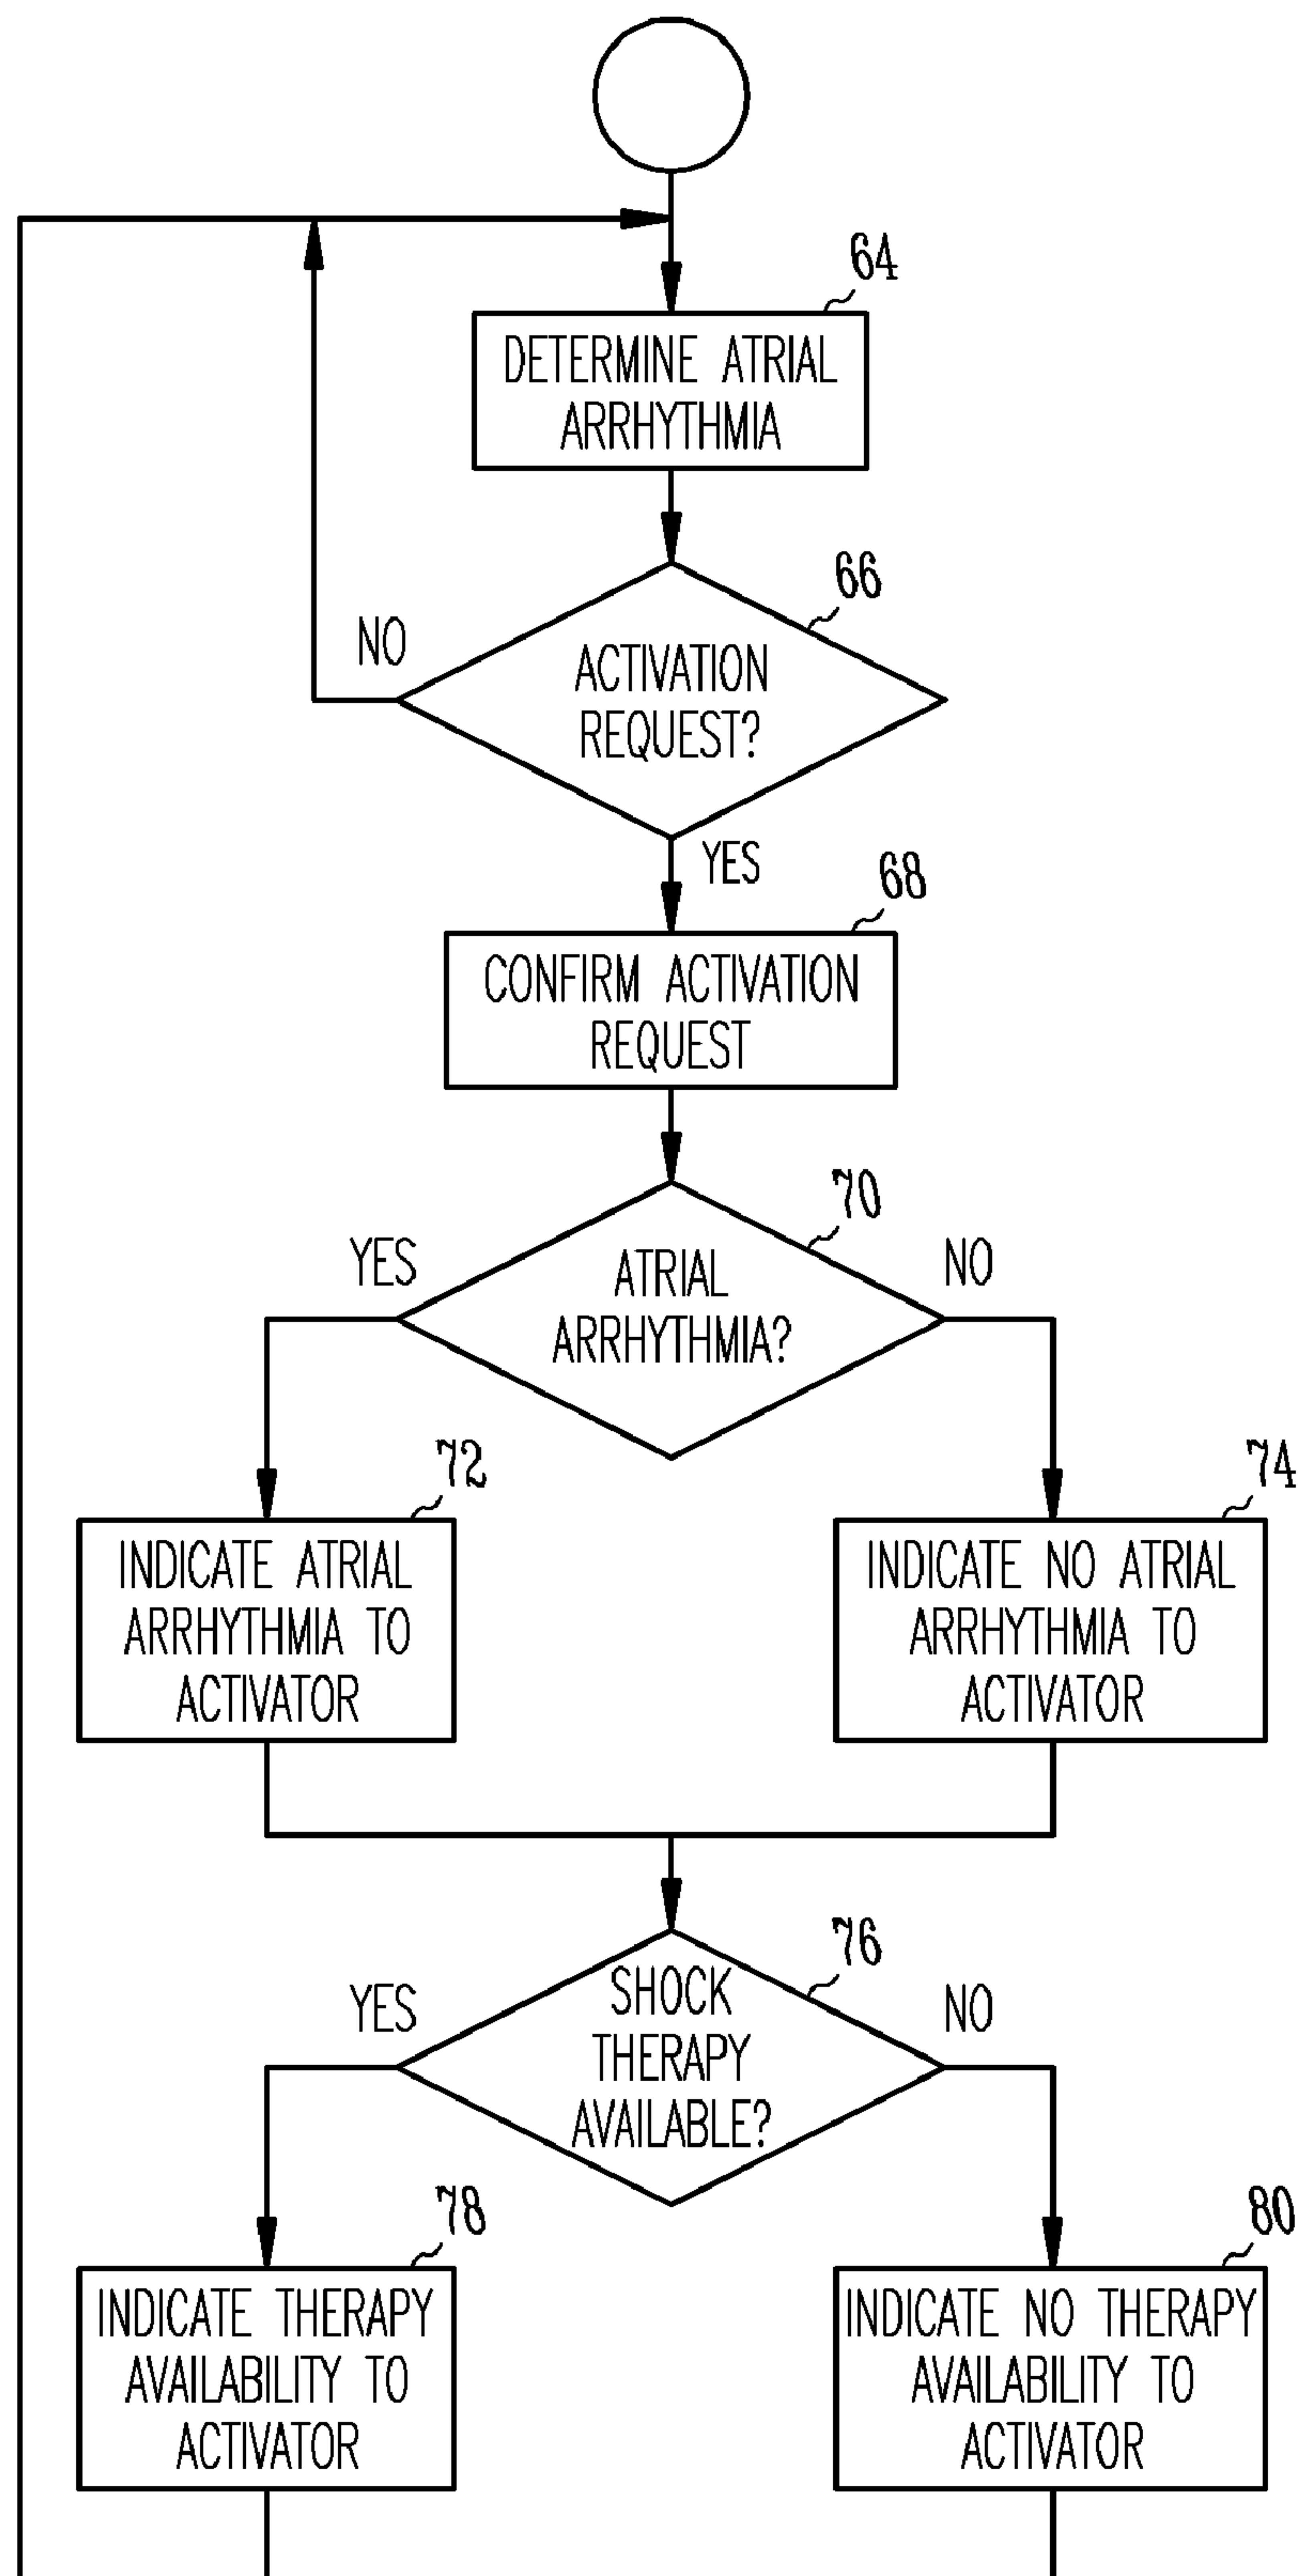 64
DETERMINE ATRIAL
ARRHYTHMIA
66
NO
ACTIVATION
REQUEST?
YES
68
CONFIRM ACTIVATION
REQUEST
70
YES
NO
ATRIAL
ARRHYTHMIA?
72
74
INDICATE ATRIAL
ARRHYTHMIA TO
ACTIVATOR
INDICATE NO ATRIAL
ARRHYTHMIA TO
ACTIVATOR
76
YES
NO
SHOCK
THERAPY
AVAILABLE?
78
80
INDICATE THERAPY
AVAILABILITY TO
ACTIVATOR
INDICATE NO THERAPY
AVAILABILITY TO
ACTIVATOR